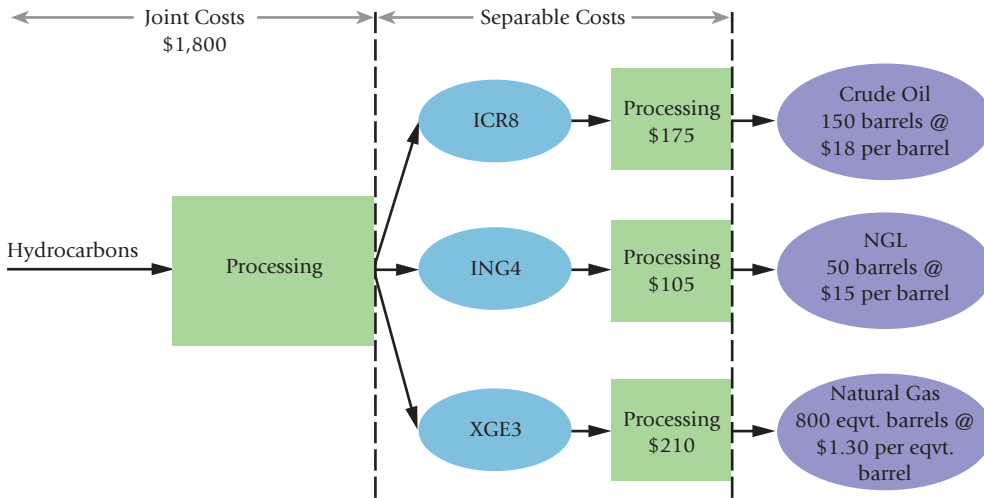 Joint Costs
$1,800
Separable Costs
Hydrocarbons
Processing
ICR8
Processing
$175
Crude Oil
150 barrels @
$18 per barrel
ING4
Processing
$105
NGL
50 barrels @
$15 per barrel
XGE3
Processing
$210
Natural Gas
800 eqvt. barrels @
$1.30 per eqvt.
barrel